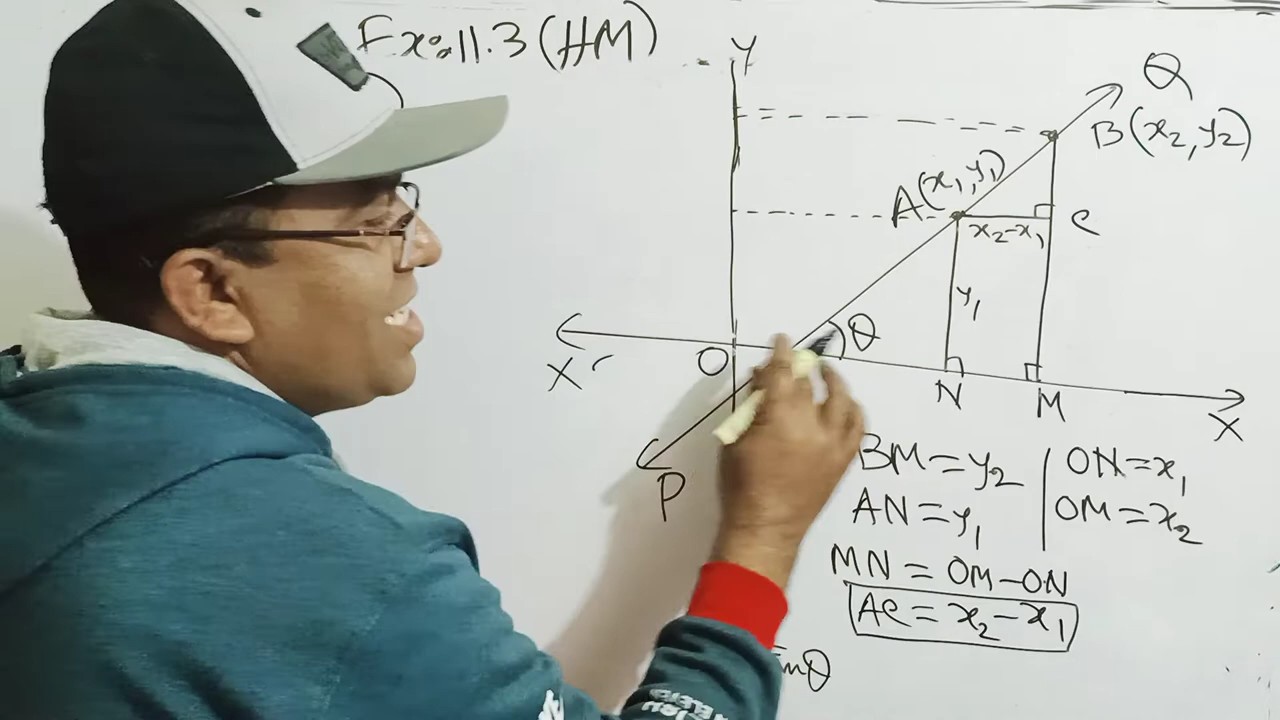 Ex:11.3 (HM)
Y
Q
B(x₂, y₂)
A(x₁, y₁)
C
x₂-x₁
y₁
θ
O
X'
N
M
X
P
BM = y₂ | ON = x₁
AN = y₁ | OM = x₂
MN = OM - ON
AC = x₂ - x₁
θ